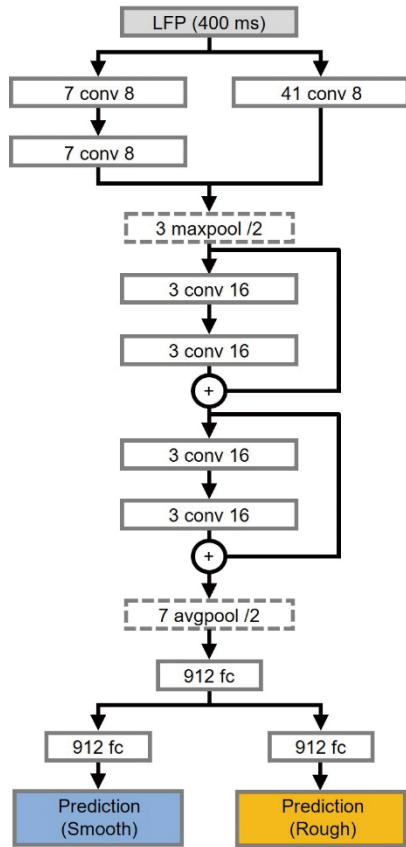 LFP (400 ms)
7 conv 8
41 conv 8
7 conv 8
3 maxpool /2
3 conv 16
3 conv 16
+
3 conv 16
3 conv 16
+
7 avgpool /2
912 fc
912 fc
912 fc
Prediction
(Smooth)
Prediction
(Rough)